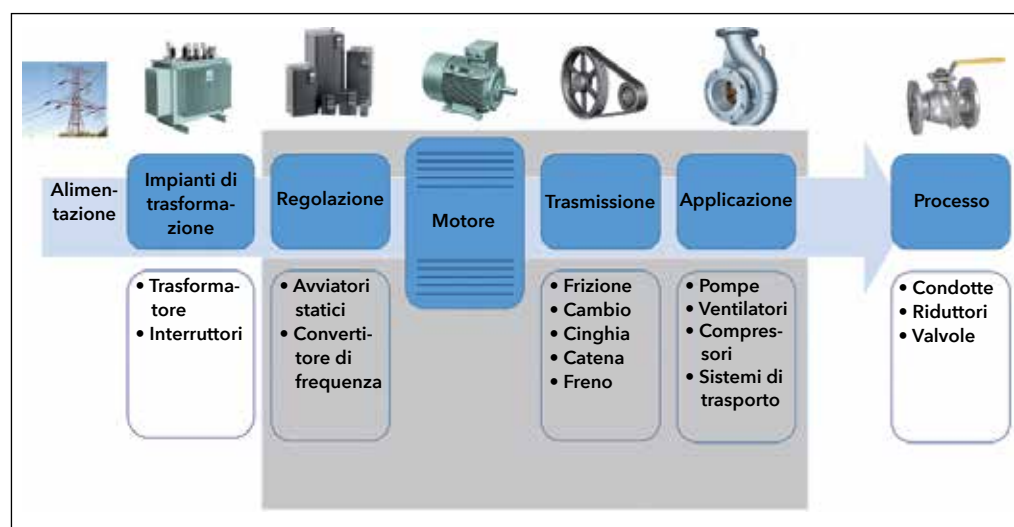 Alimen-
tazione
Impianti di
trasforma-
zione
Regolazione
Motore
Trasmissione
Applicazione
Processo
• Trasforma-
tore
• Interruttori
• Avviatori
statici
• Converti-
tore di
frequenza
• Frizione
• Cambio
• Cinghia
• Catena
• Freno
• Pompe
• Ventilatori
• Compres-
sori
• Sistemi di
trasporto
• Condotte
• Riduttori
• Valvole